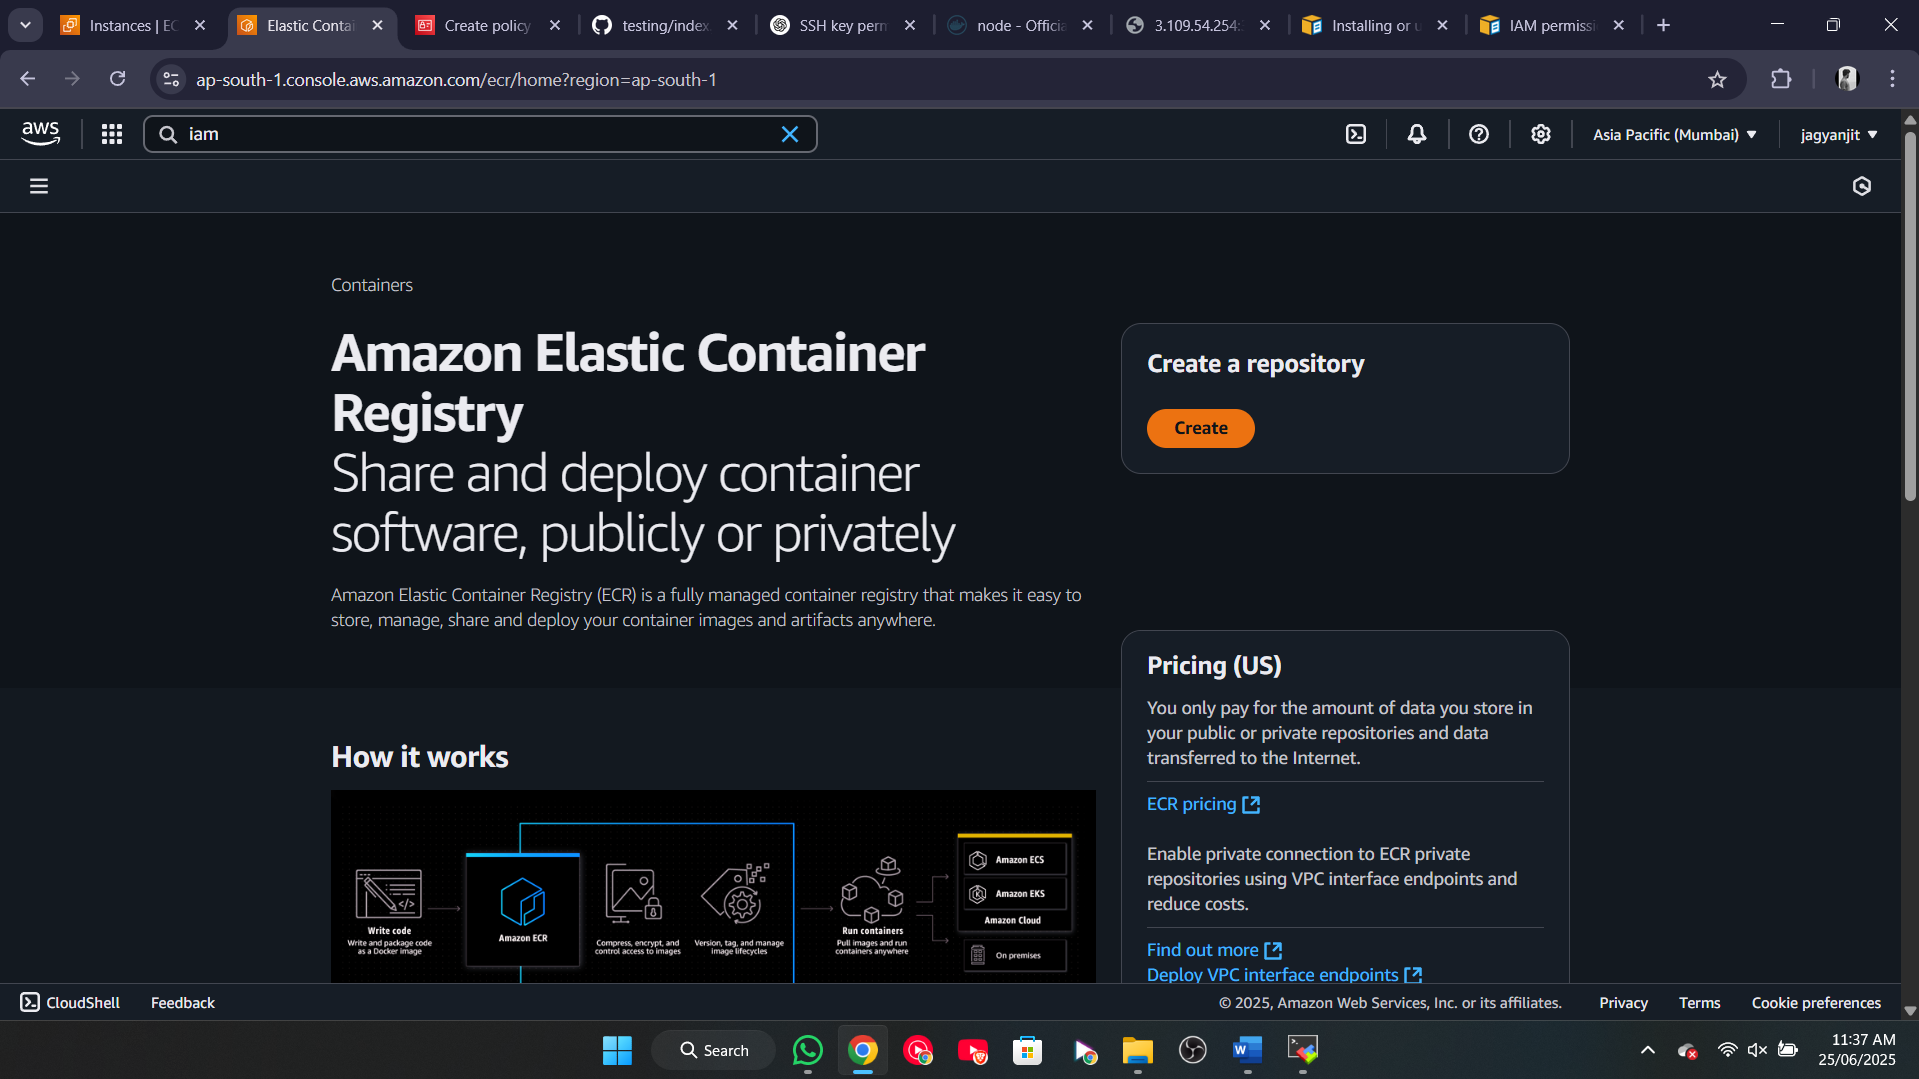 Instances | EC
Elastic Contai
Create policy
testing/index.
SSH key perm
node - Officia
3.109.54.254:
Installing or u
IAM permissi
ap-south-1.console.aws.amazon.com/ecr/home?region=ap-south-1
aws
iam
Asia Pacific (Mumbai)
jagyanjit
Containers
Amazon Elastic Container
Registry
Share and deploy container
software, publicly or privately
Amazon Elastic Container Registry (ECR) is a fully managed container registry that makes it easy to
store, manage, share and deploy your container images and artifacts anywhere.
Create a repository
Create
Pricing (US)
You only pay for the amount of data you store in
your public or private repositories and data
transferred to the Internet.
ECR pricing
Enable private connection to ECR private
repositories using VPC interface endpoints and
reduce costs.
Find out more
Deploy VPC interface endpoints
How it works
Write code
Write and package code
as a Docker image
Amazon ECR
Compress, encrypt, and
control access to images
Version, tag, and manage
image lifecycles
Run containers
Pull images and run
containers anywhere
Amazon ECS
Amazon EKS
Amazon Cloud
On premises
CloudShell
Feedback
© 2025, Amazon Web Services, Inc. or its affiliates.
Privacy
Terms
Cookie preferences
Search
11:37 AM
25/06/2025